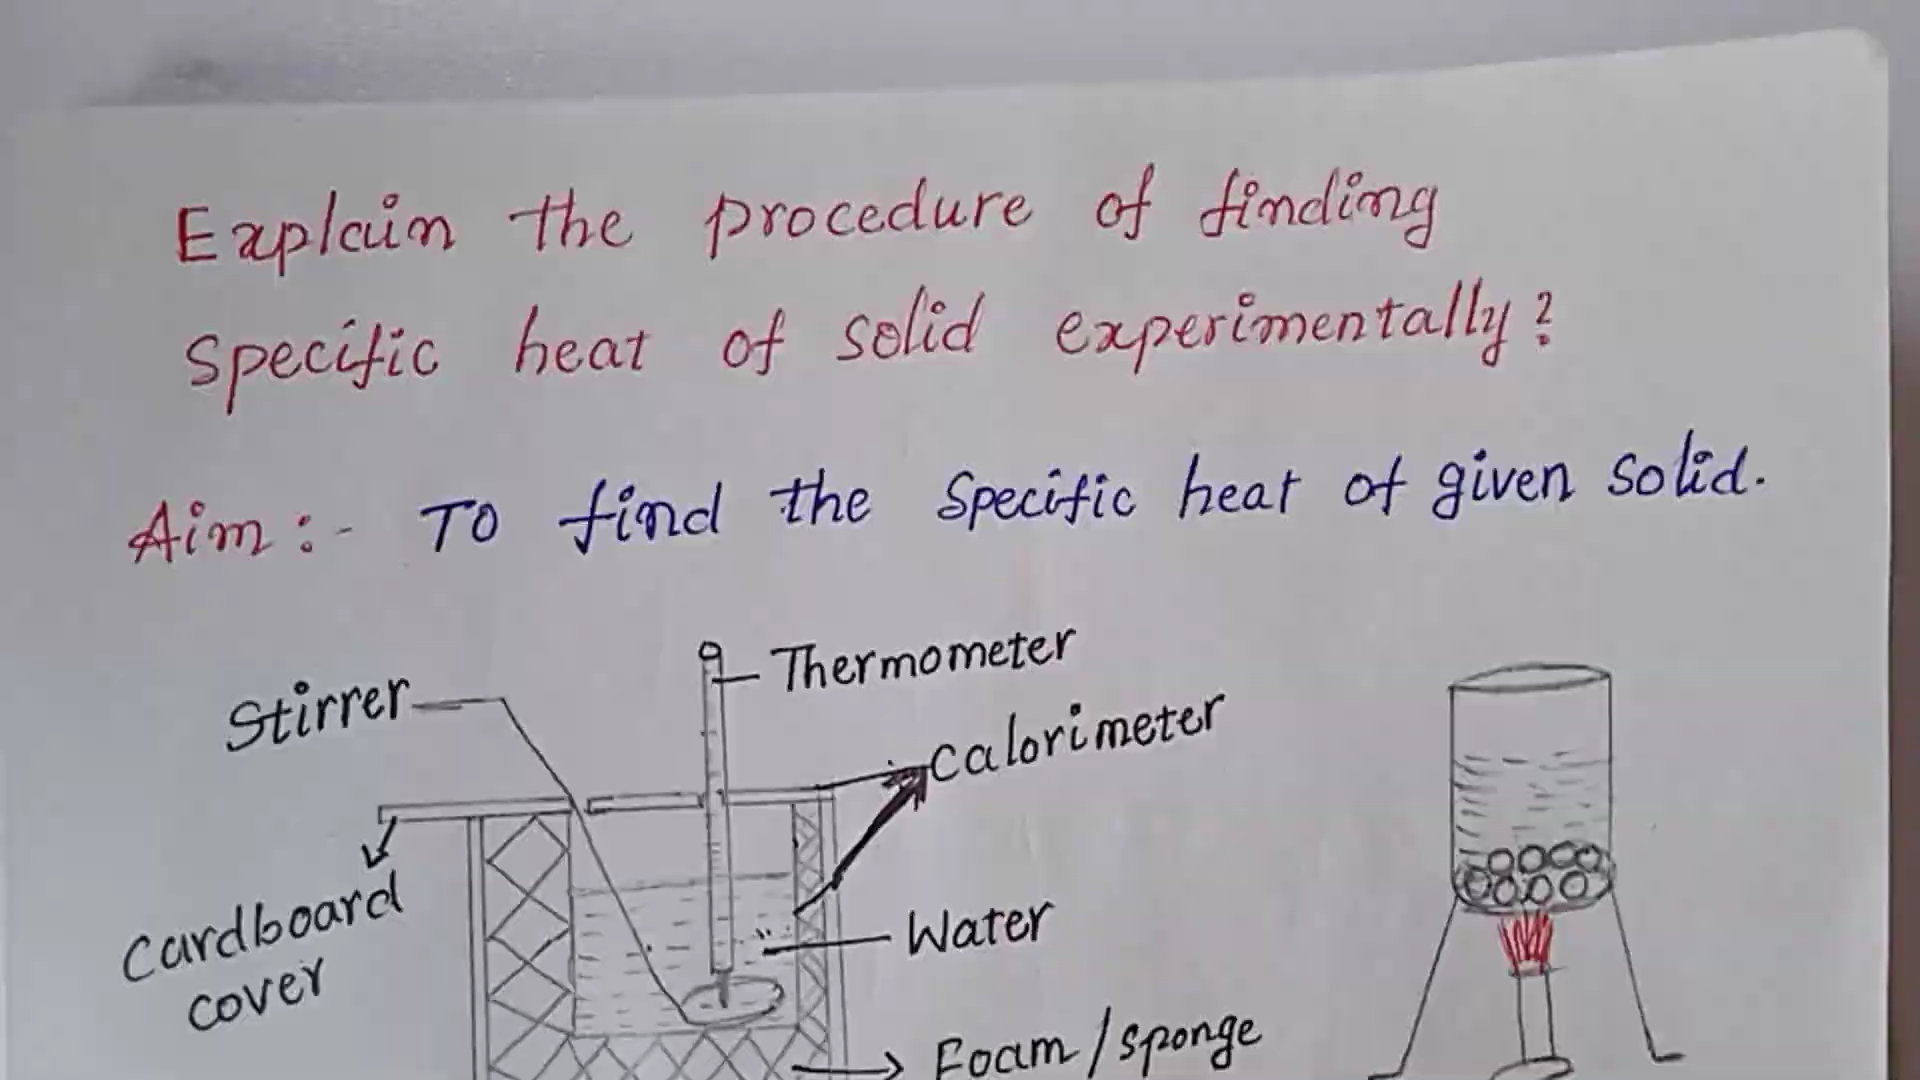 Explain the procedure of finding
Specific heat of solid experimentally?
Aim:- To find the specific heat of given solid.
Thermometer
Stirrer
Calorimeter
Cardboard
cover
Water
Foam/sponge